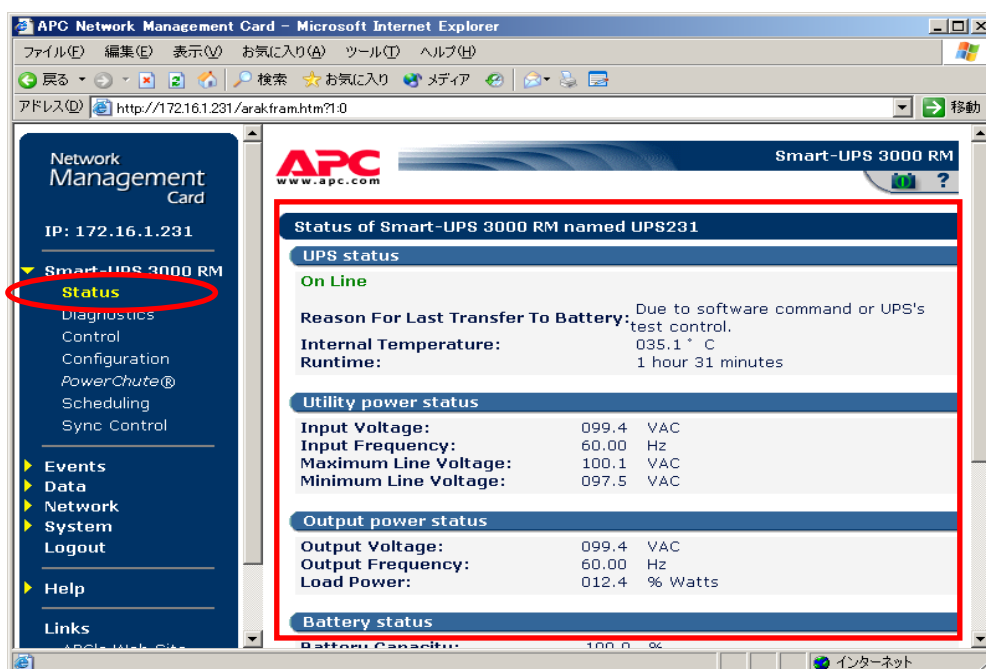 APC Network Management Card - Microsoft Internet Explorer
ファイル(F) 編集(E) 表示(V) お気に入り(A) ツール(T) ヘルプ(H)
戻る 検索 お気に入り メディア
アドレス(D) http://172.16.1.231/arakfram.htm?1:0 移動
Network
Management
Card
IP: 172.16.1.231
Smart-UPS 3000 RM
Status
Diagnostics
Control
Configuration
PowerChute®
Scheduling
Sync Control
Events
Data
Network
System
Logout
Help
Links
APC's Web Site
APC
www.apc.com
Smart-UPS 3000 RM
?
Status of Smart-UPS 3000 RM named UPS231
UPS status
On Line
Reason For Last Transfer To Battery: Due to software command or UPS's
test control.
Internal Temperature: 035.1° C
Runtime: 1 hour 31 minutes
Utility power status
Input Voltage: 099.4 VAC
Input Frequency: 60.00 Hz
Maximum Line Voltage: 100.1 VAC
Minimum Line Voltage: 097.5 VAC
Output power status
Output Voltage: 099.4 VAC
Output Frequency: 60.00 Hz
Load Power: 012.4 % Watts
Battery status
Battery Capacity: 100.0 %
インターネット